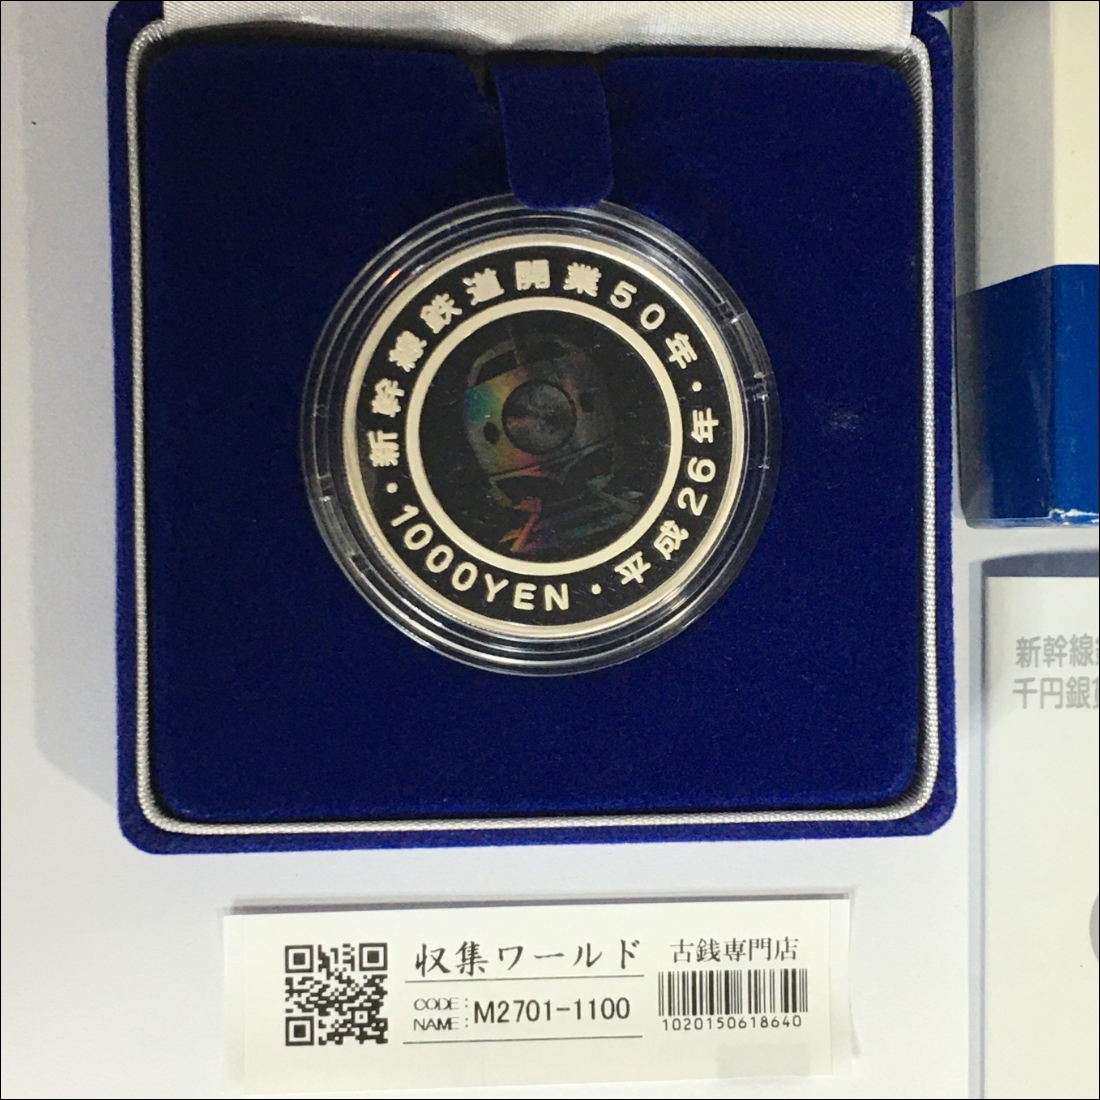 新幹線鉄道開業50年・平成26年・1000YEN・
新幹線
千円銀
収集ワールド 古銭専門店
CODE:
NAME: M2701-1100
1020150618640